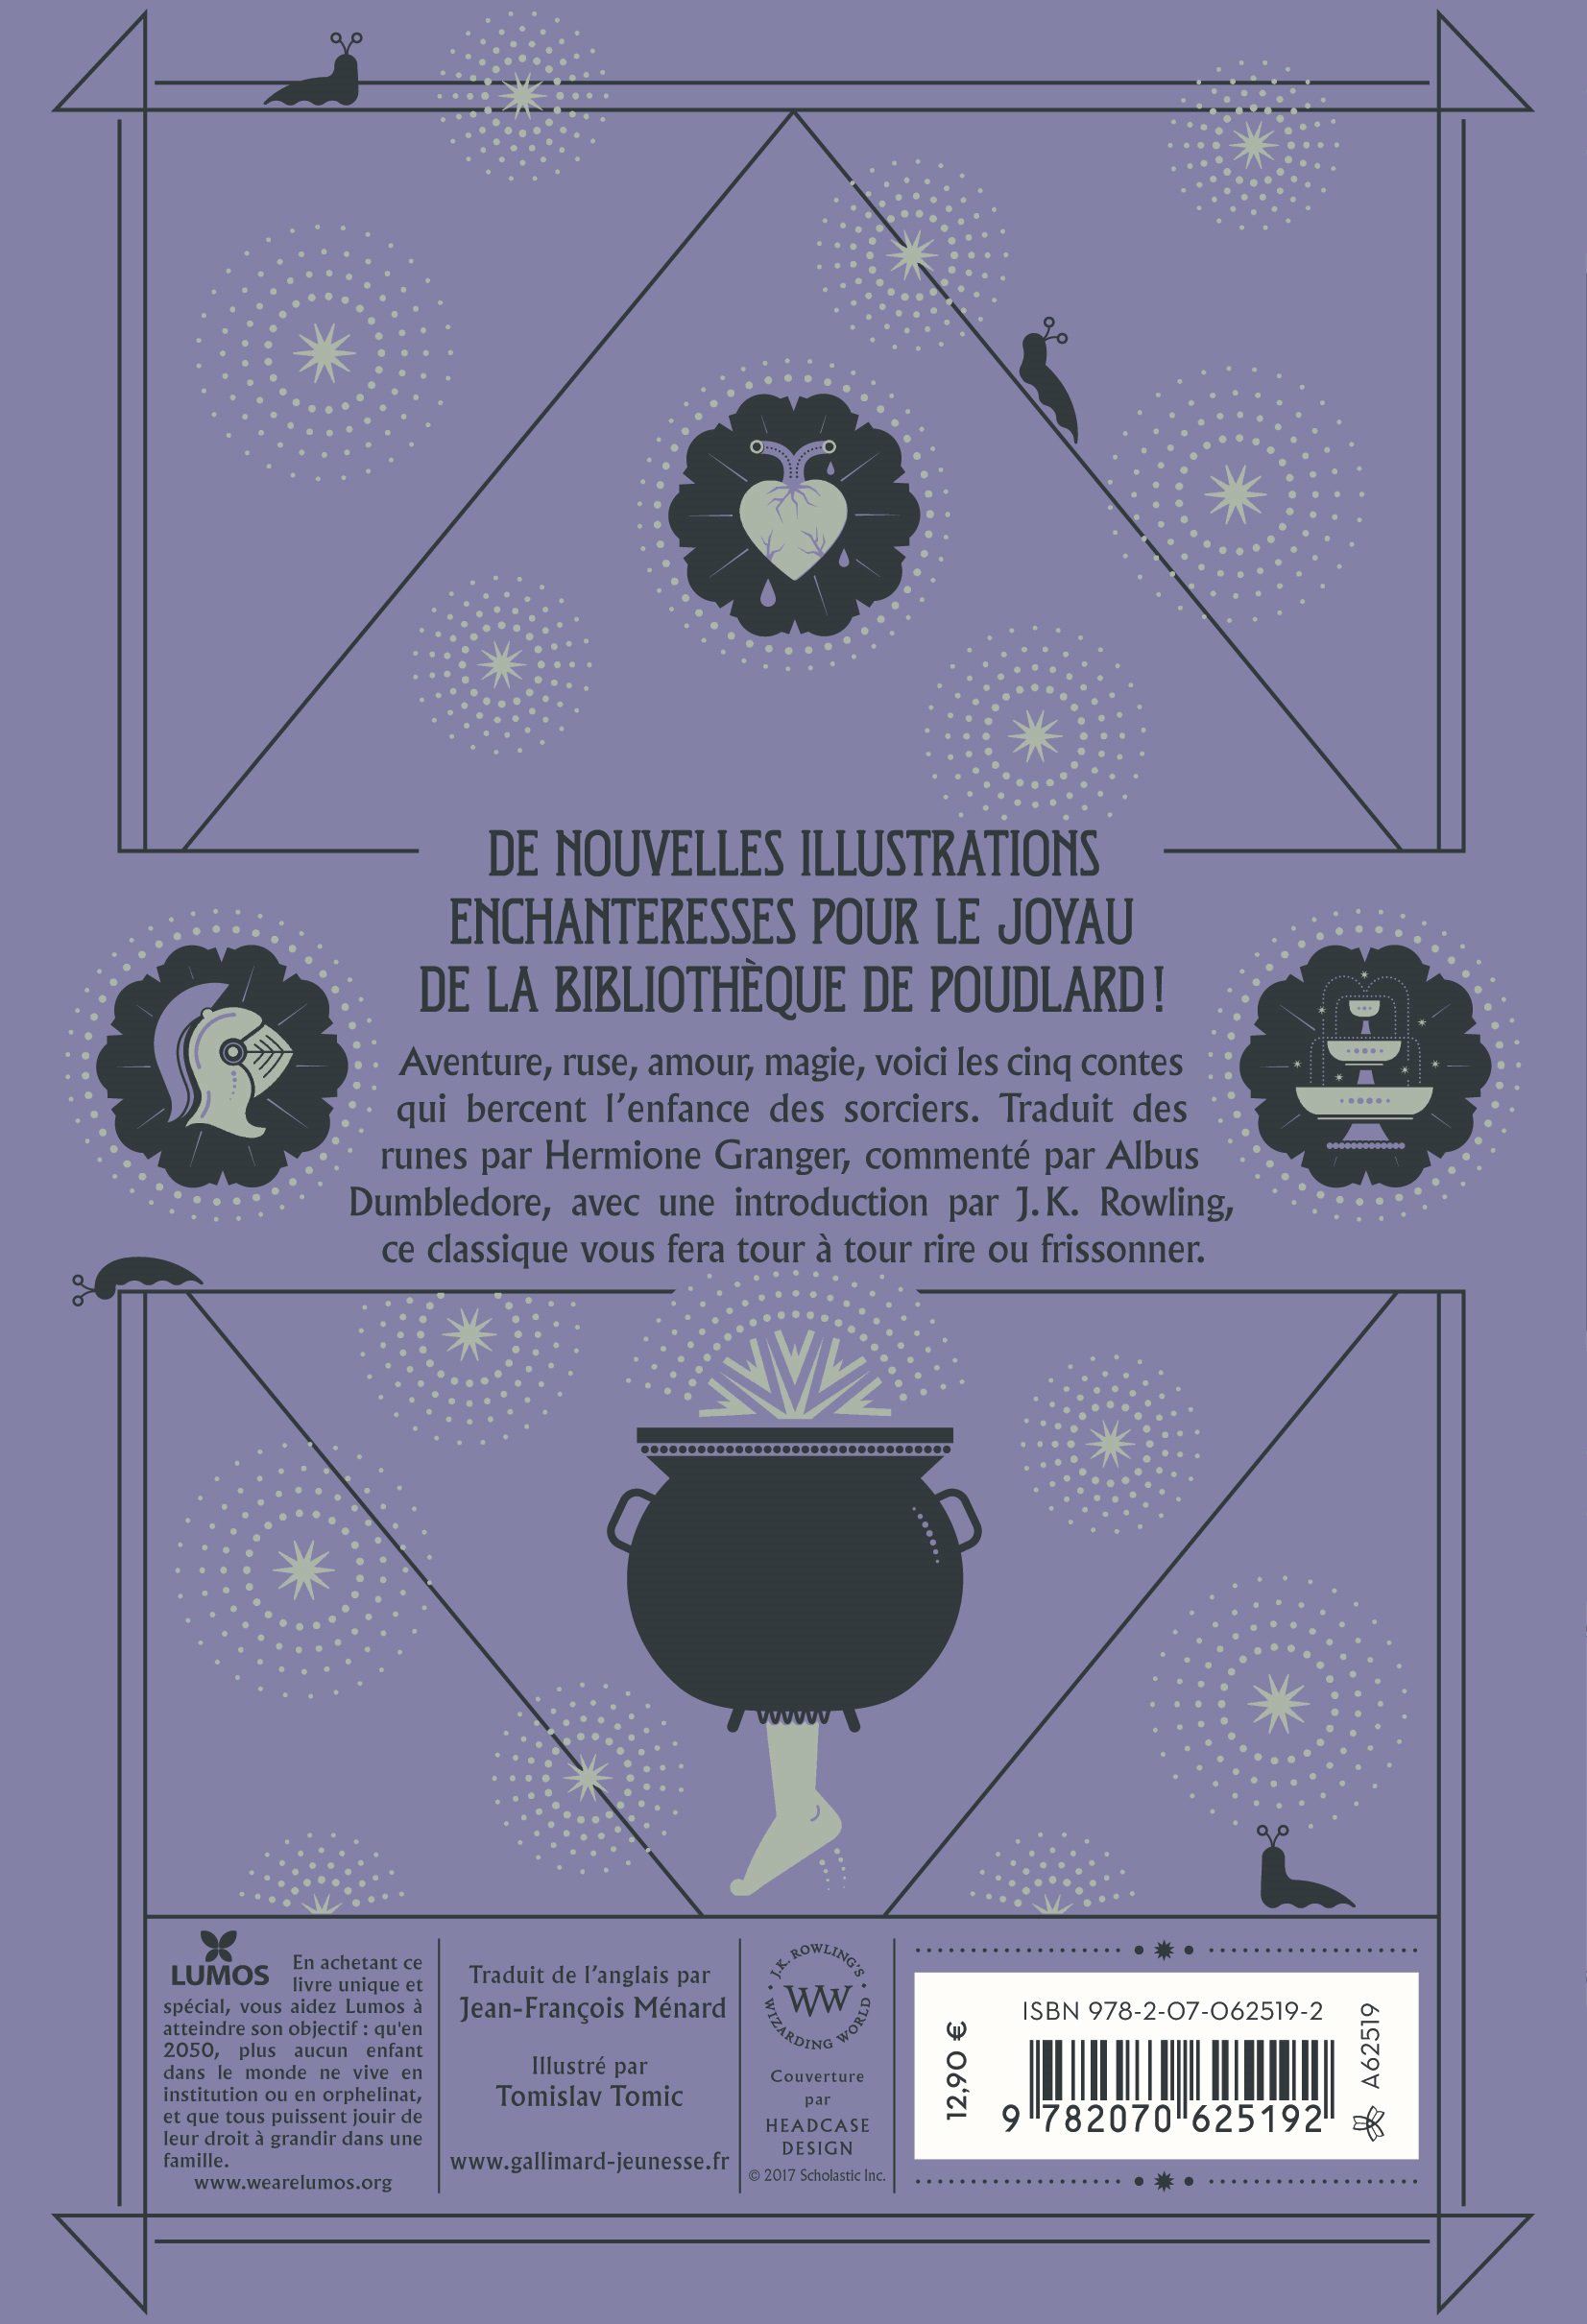 DE NOUVELLES ILLUSTRATIONS
ENCHANTERESSES POUR LE JOYAU
DE LA BIBLIOTHÈQUE DE POUDLARD !
Aventure, ruse, amour, magie, voici les cinq contes
qui bercent l’enfance des sorciers. Traduit des
runes par Hermione Granger, commenté par Albus
Dumbledore, avec une introduction par J. K. Rowling,
ce classique vous fera tour à tour rire ou frissonner.
LUMOS
En achetant ce
livre unique et
spécial, vous aidez Lumos à
atteindre son objectif : qu'en
2050, plus aucun enfant
dans le monde ne vive en
institution ou en orphelinat,
et que tous puissent jouir de
leur droit à grandir dans une
famille.
www.wearelumos.org
Traduit de l’anglais par
Jean-François Ménard
Illustré par
Tomislav Tomic
www.gallimard-jeunesse.fr
J.K. ROWLING'S
WW
WIZARDING WORLD
Couverture
par
HEADCASE
DESIGN
© 2017 Scholastic Inc.
12,90 €
ISBN 978-2-07-062519-2
9 782070 625192
A62519